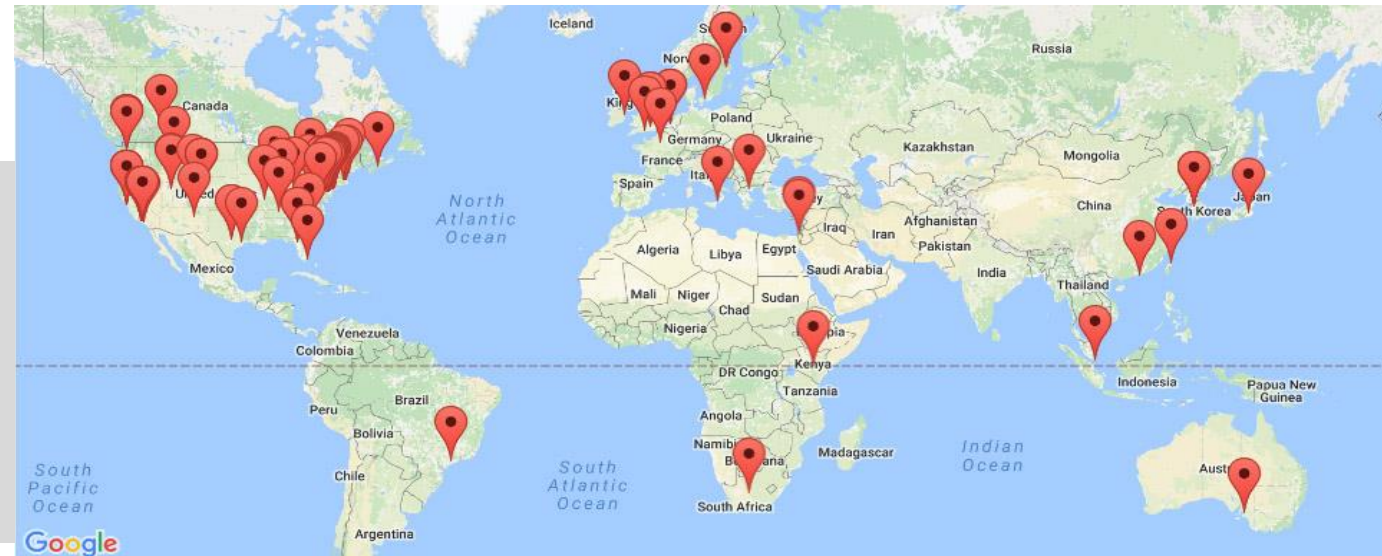 Iceland
Russia
Canada
Poland
Germany
Ukraine
France
Kazakhstan
Mongolia
Spain
North
Atlantic
Ocean
China
South Korea
Japan
Afghanistan
Iraq
Iran
Pakistan
Algeria
Libya
Egypt
Saudi Arabia
India
Mexico
Thailand
Mali
Niger
Chad
Sudan
Nigeria
Venezuela
Colombia
DR Congo
Kenya
Tanzania
Indonesia
Papua New
Guinea
Brazil
Peru
Angola
Bolivia
Madagascar
Indian
Ocean
South
Pacific
Ocean
Chile
South
Atlantic
Ocean
South Africa
Argentina
Google